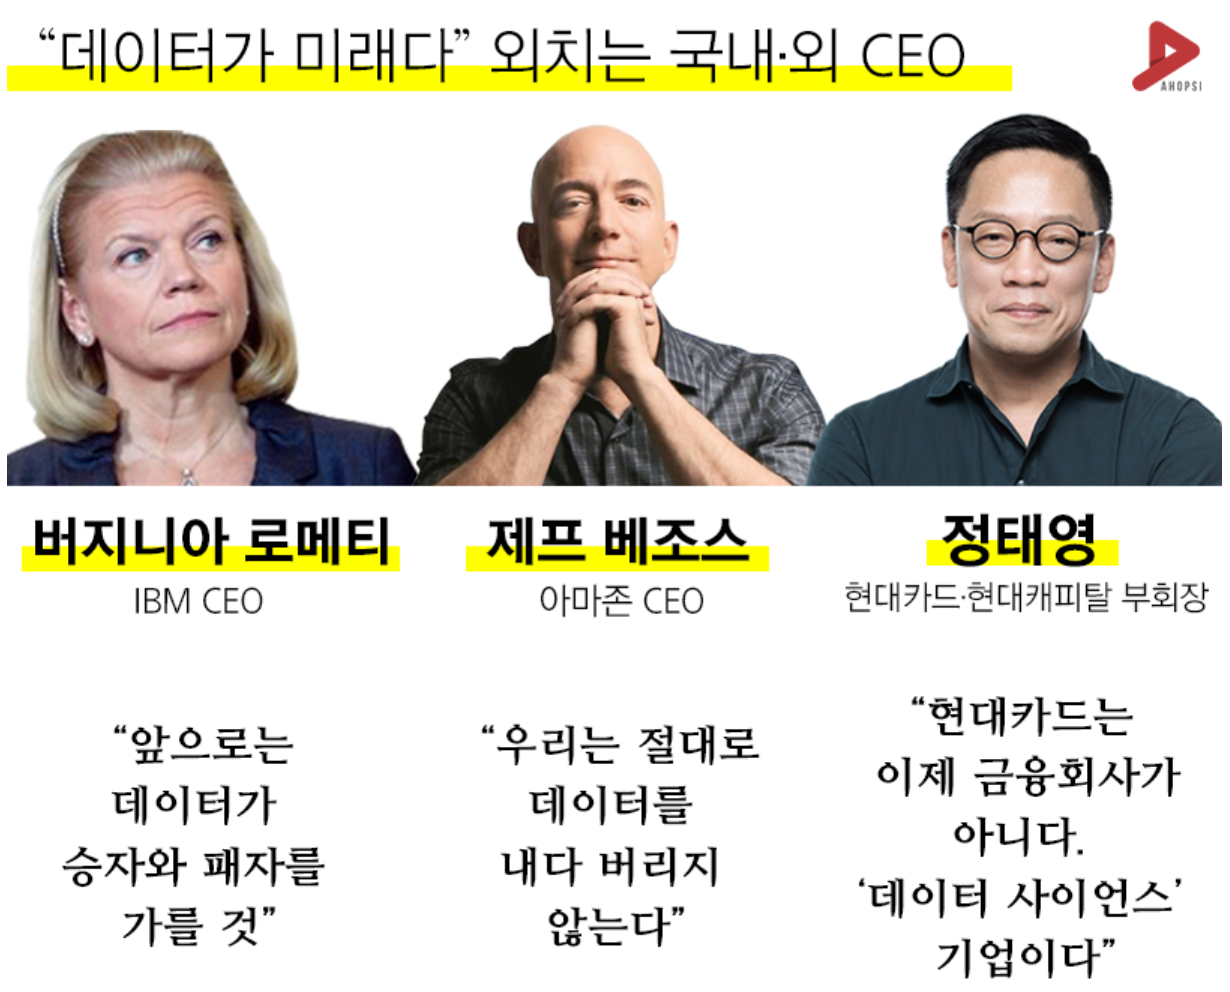 “데이터가 미래다” 외치는 국내·외 CEO
AHOPSI
버지니아 로메티
IBM CEO
“앞으로는
데이터가
승자와 패자를
가를 것”
제프 베조스
아마존 CEO
“우리는 절대로
데이터를
내다 버리지
않는다”
정태영
현대카드·현대캐피탈 부회장
“현대카드는
이제 금융회사가
아니다.
‘데이터 사이언스’
기업이다”